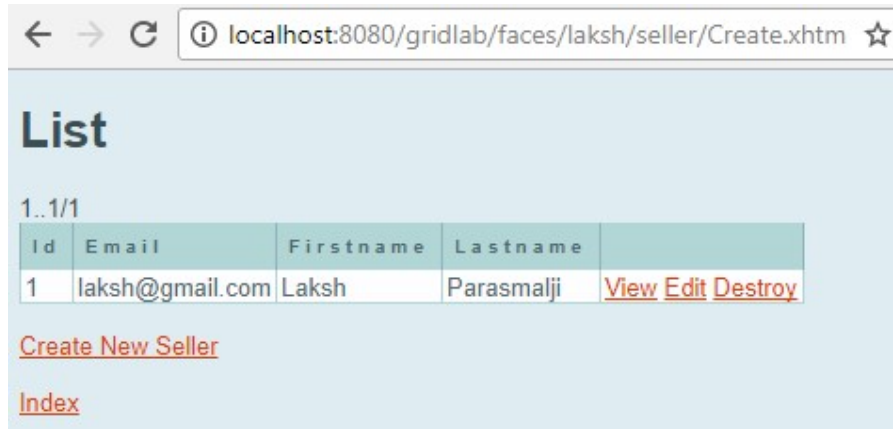 localhost:8080/gridlab/faces/laksh/seller/Create.xhtm
List
1..1/1
Id Email Firstname Lastname
1 laksh@gmail.com Laksh Parasmalji View Edit Destroy
Create New Seller
Index